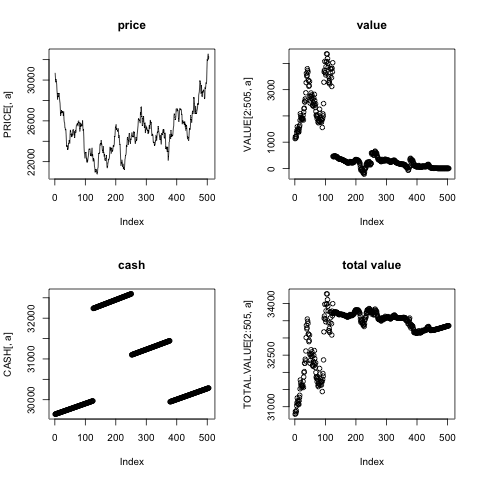 price
PRICE[, a]
22000 26000 30000
0 100 200 300 400 500
Index
value
VALUE[2:505, a]
0 1000 3000
0 100 200 300 400 500
Index
cash
CASH[, a]
30000 31000 32000
0 100 200 300 400 500
Index
total value
TOTAL.VALUE[2:505, a]
31000 32500 34000
0 100 200 300 400 500
Index